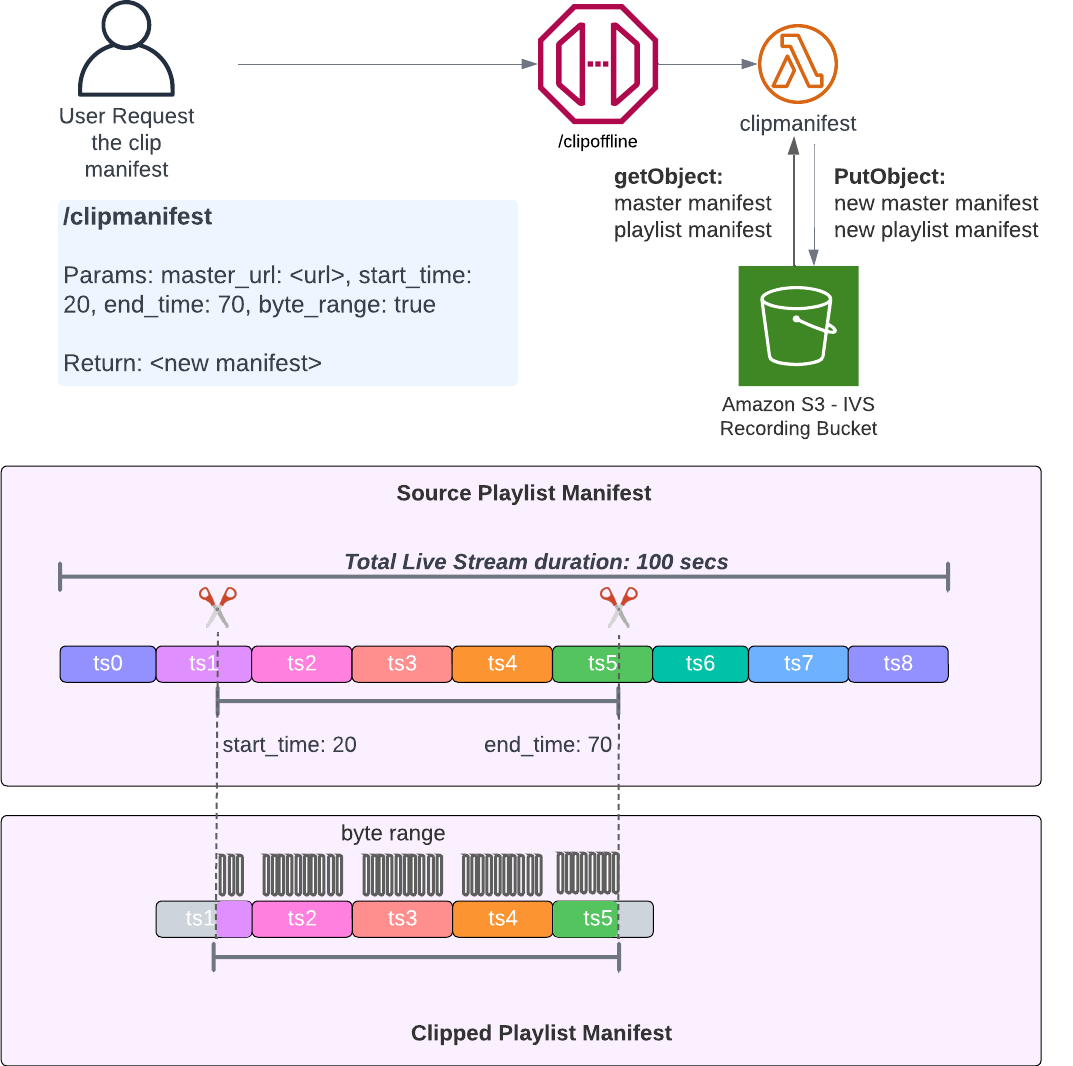 User Request
the clip
manifest
/clipoffline
clipmanifest
getObject:
master manifest
playlist manifest
PutObject:
new master manifest
new playlist manifest
/clipmanifest
Params: master_url: <url>, start_time:
20, end_time: 70, byte_range: true
Return: <new manifest>
Amazon S3 - IVS
Recording Bucket
Source Playlist Manifest
Total Live Stream duration: 100 secs
ts0
ts1
ts2
ts3
ts4
ts5
ts6
ts7
ts8
start_time: 20
end_time: 70
byte range
ts1
ts2
ts3
ts4
ts5
Clipped Playlist Manifest